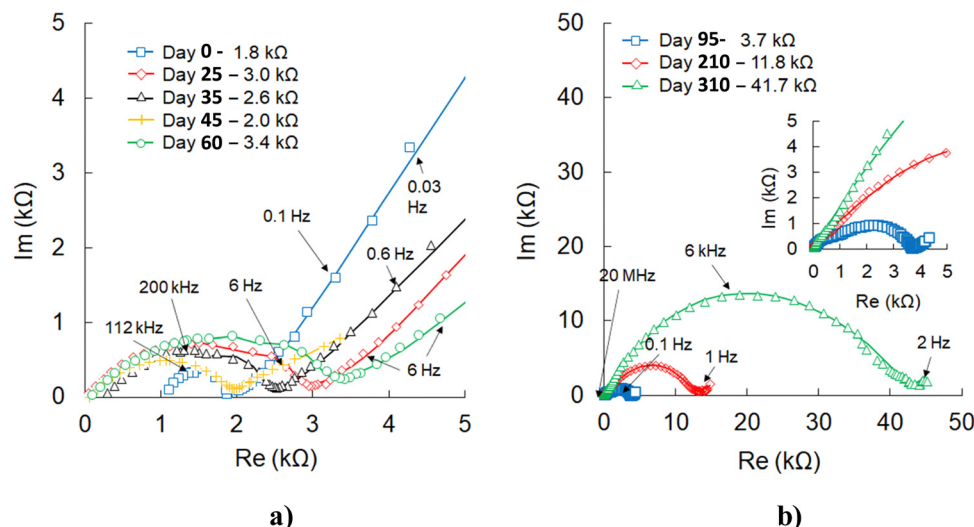 5
4
3
2
1
0
Im (kΩ)
Day 0 - 1.8 kΩ
Day 25 – 3.0 kΩ
Day 35 – 2.6 kΩ
Day 45 – 2.0 kΩ
Day 60 – 3.4 kΩ
0.03
Hz
0.1 Hz
0.6 Hz
200 kHz
6 Hz
112 kHz
6 Hz
0 1 2 3 4 5
Re (kΩ)
a)
50
40
30
20
10
0
Im (kΩ)
Day 95- 3.7 kΩ
Day 210 – 11.8 kΩ
Day 310 – 41.7 kΩ
5
4
3
2
1
0
Im (kΩ)
0 1 2 3 4 5
Re (kΩ)
6 kHz
20 MHz
0.1 Hz
1 Hz
2 Hz
0 10 20 30 40 50
Re (kΩ)
b)